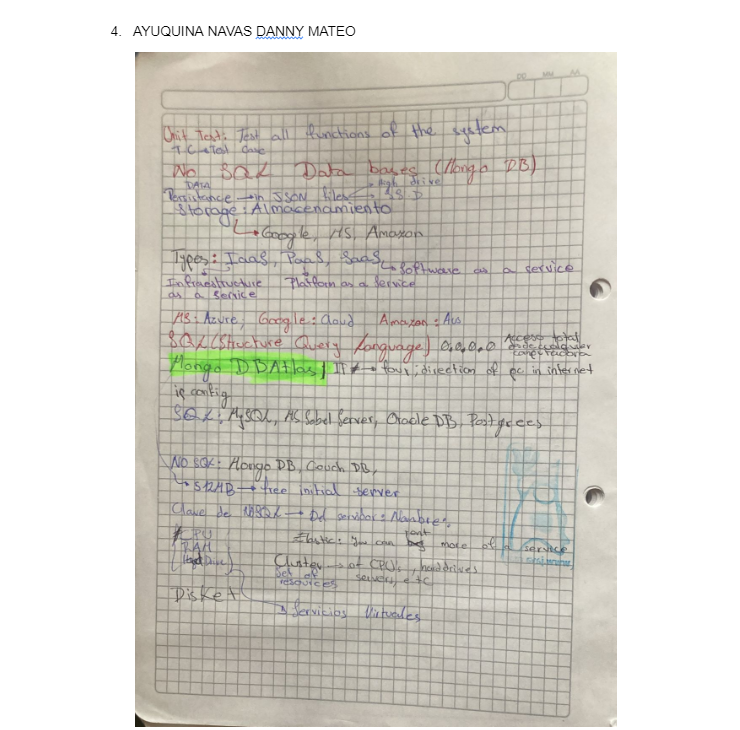 4. AYUQUINA NAVAS DANNY MATEO
DD MM AA
Unit Test: Test all functions of the system
T C → Test Case
No SQL Data bases (Mongo DB)
DATA → High drive
Persistence → in JSON files → SSD
Storage: Almacenamiento
↳ Google, MS, Amazon
Types: IaaS, PaaS, SaaS, ↳ Software as a service
Infraestructure Platform as a Service
as a service
MS: Azure, Google: Cloud Amazon: Aws
SQL (Structure Query Language) 0.0.0.0 Acceso total
desde cualquier
computadora
Mongo DBAtlas | → four; direction of pc in internet
ip config
SQL: MySQL, MS Server, Oracle DB, Postgrees
NO SQL: Mongo DB, Couch DB,
↳ 512MB → free initial server
Clave de → Del servidor: Nombre
CPU Elastic: You can rent more of a service
RAM
Hard Drive Cluster → of CPUs, hard drives
Set of servers, etc
resources
Disket
→ Servicios Virtuales